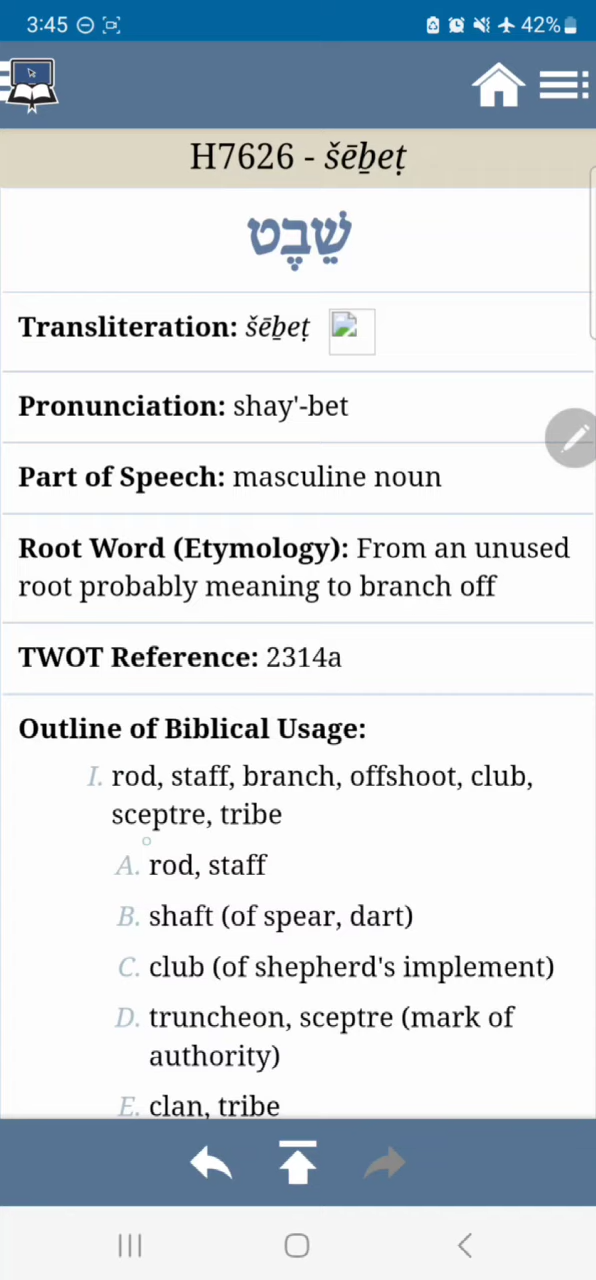 3:45
42%
H7626 - šēḇeṭ
שֵׁבֶט
Transliteration: šēḇeṭ
Pronunciation: shay'-bet
Part of Speech: masculine noun
Root Word (Etymology): From an unused
root probably meaning to branch off
TWOT Reference: 2314a
Outline of Biblical Usage:
I. rod, staff, branch, offshoot, club,
sceptre, tribe
A. rod, staff
B. shaft (of spear, dart)
C. club (of shepherd's implement)
D. truncheon, sceptre (mark of
authority)
E. clan, tribe